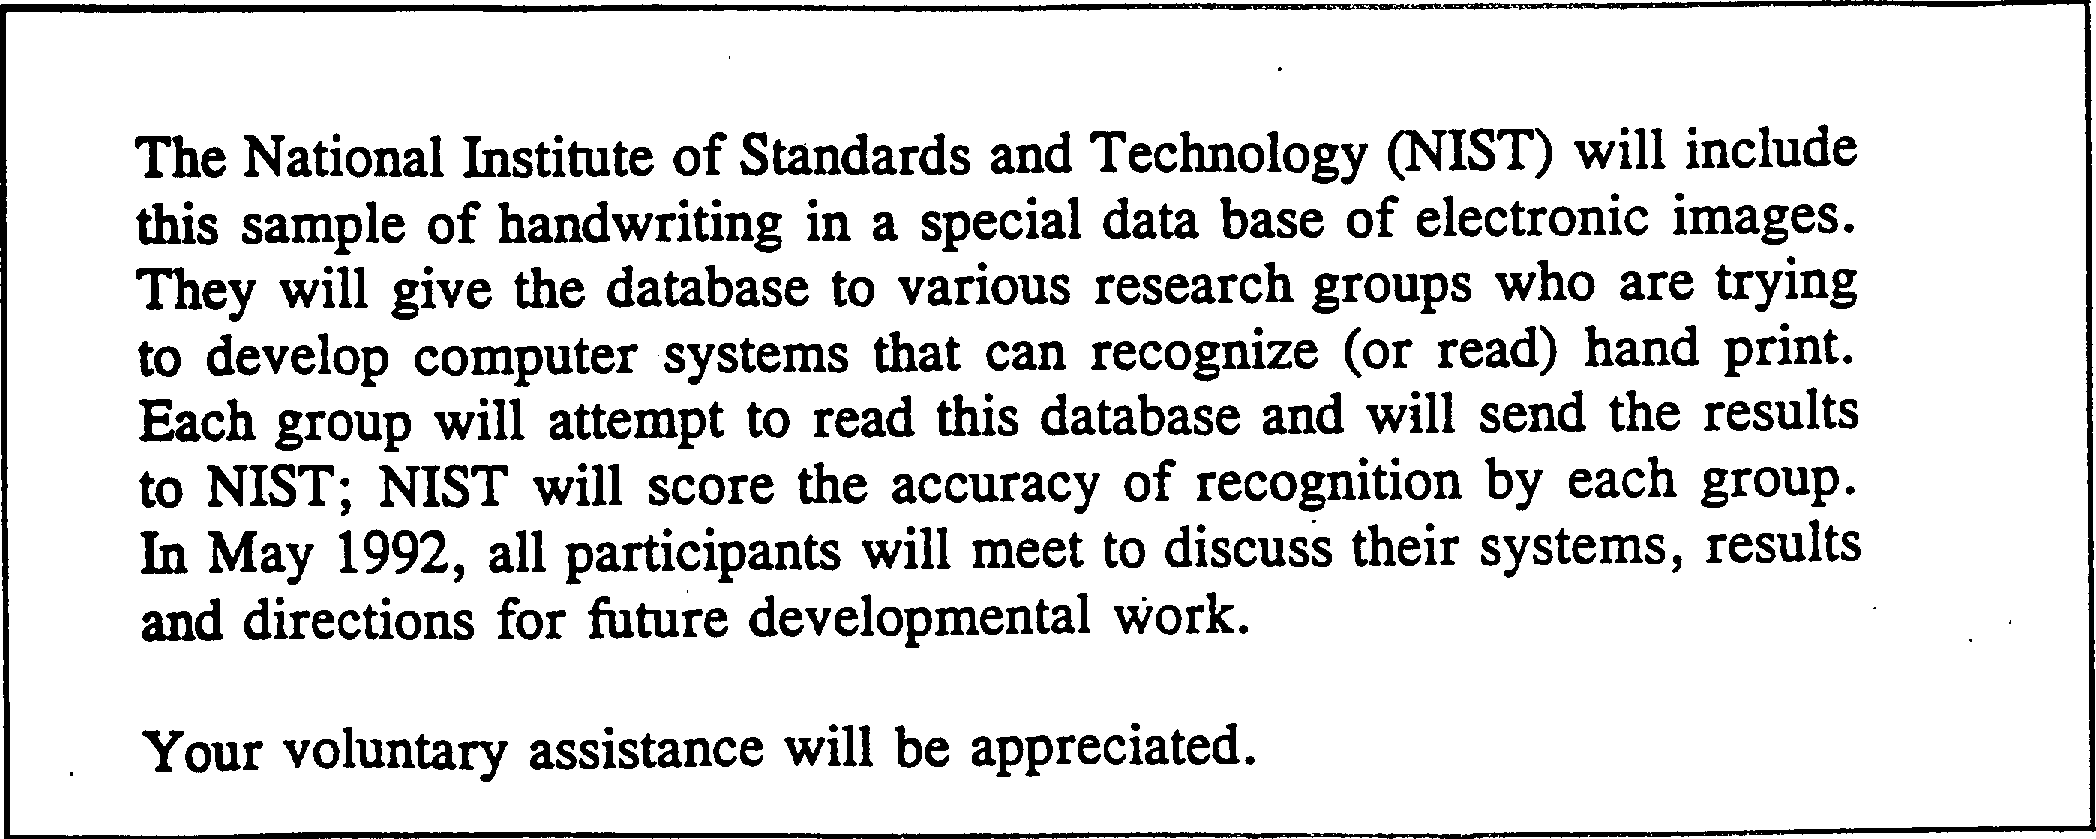 The National Institute of Standards and Technology (NIST) will include
this sample of handwriting in a special data base of electronic images.
They will give the database to various research groups who are trying
to develop computer systems that can recognize (or read) hand print.
Each group will attempt to read this database and will send the results
to NIST; NIST will score the accuracy of recognition by each group.
In May 1992, all participants will meet to discuss their systems, results
and directions for future developmental work.
Your voluntary assistance will be appreciated.